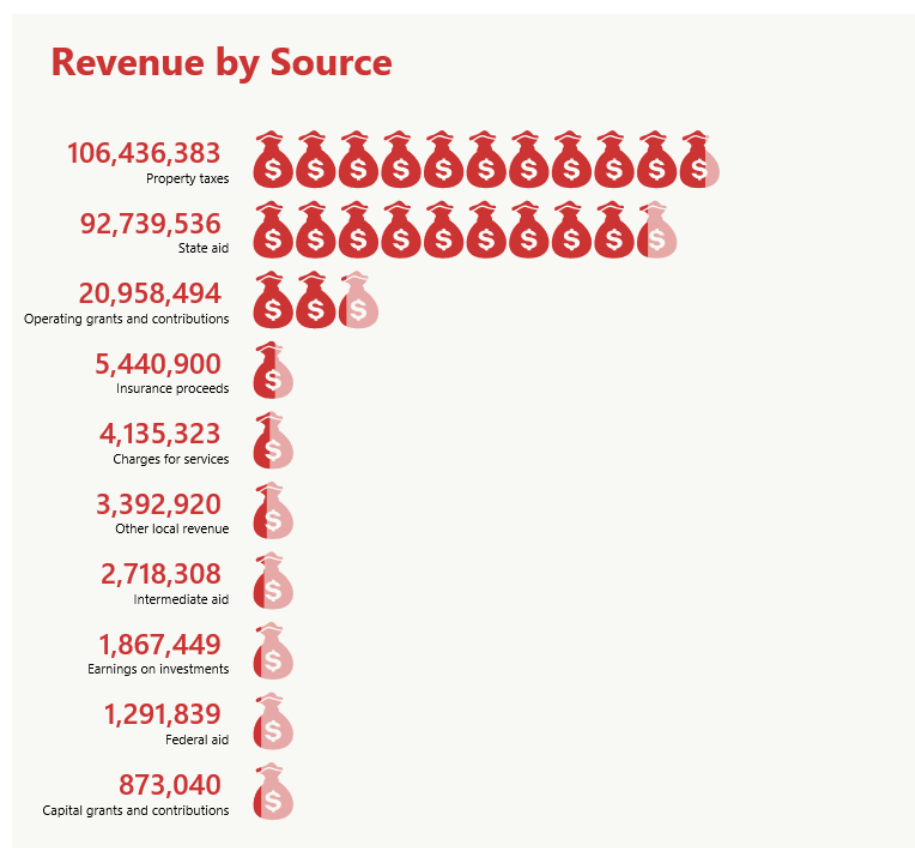 Revenue by Source
106,436,383
Property taxes
92,739,536
State aid
20,958,494
Operating grants and contributions
5,440,900
Insurance proceeds
4,135,323
Charges for services
3,392,920
Other local revenue
2,718,308
Intermediate aid
1,867,449
Earnings on investments
1,291,839
Federal aid
873,040
Capital grants and contributions